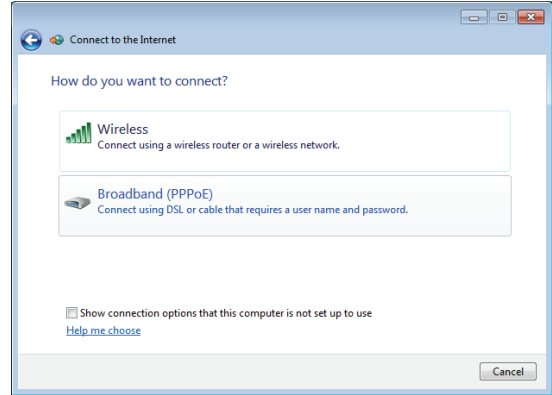 Connect to the Internet
How do you want to connect?
Wireless
Connect using a wireless router or a wireless network.
Broadband (PPPoE)
Connect using DSL or cable that requires a user name and password.
Show connection options that this computer is not set up to use
Help me choose
Cancel